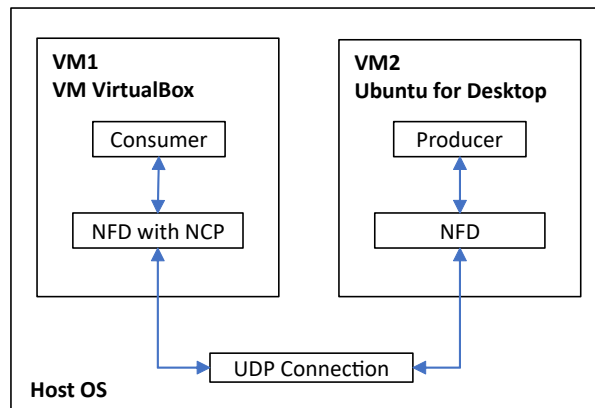 VM1
VM VirtualBox
Consumer
NFD with NCP
VM2
Ubuntu for Desktop
Producer
NFD
UDP Connection
Host OS